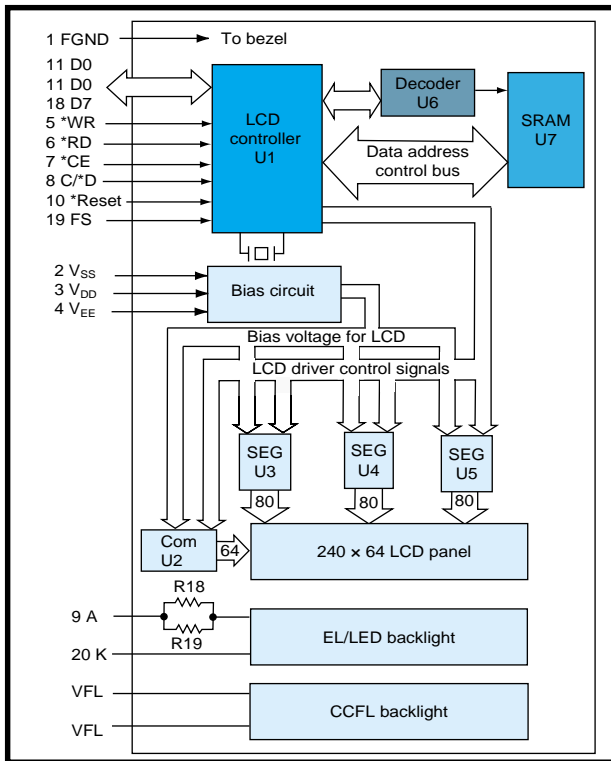 1 FGND
To bezel
11 D0
11 D0
18 D7
5 *WR
6 *RD
7 *CE
8 C/*D
10 *Reset
19 FS
LCD
controller
U1
Decoder
U6
SRAM
U7
Data address
control bus
2 VSS
3 VDD
4 VEE
Bias circuit
Bias voltage for LCD
LCD driver control signals
SEG
U3
SEG
U4
SEG
U5
80
80
80
Com
U2
64
240 × 64 LCD panel
R18
9 A
R19
EL/LED backlight
20 K
VFL
CCFL backlight
VFL